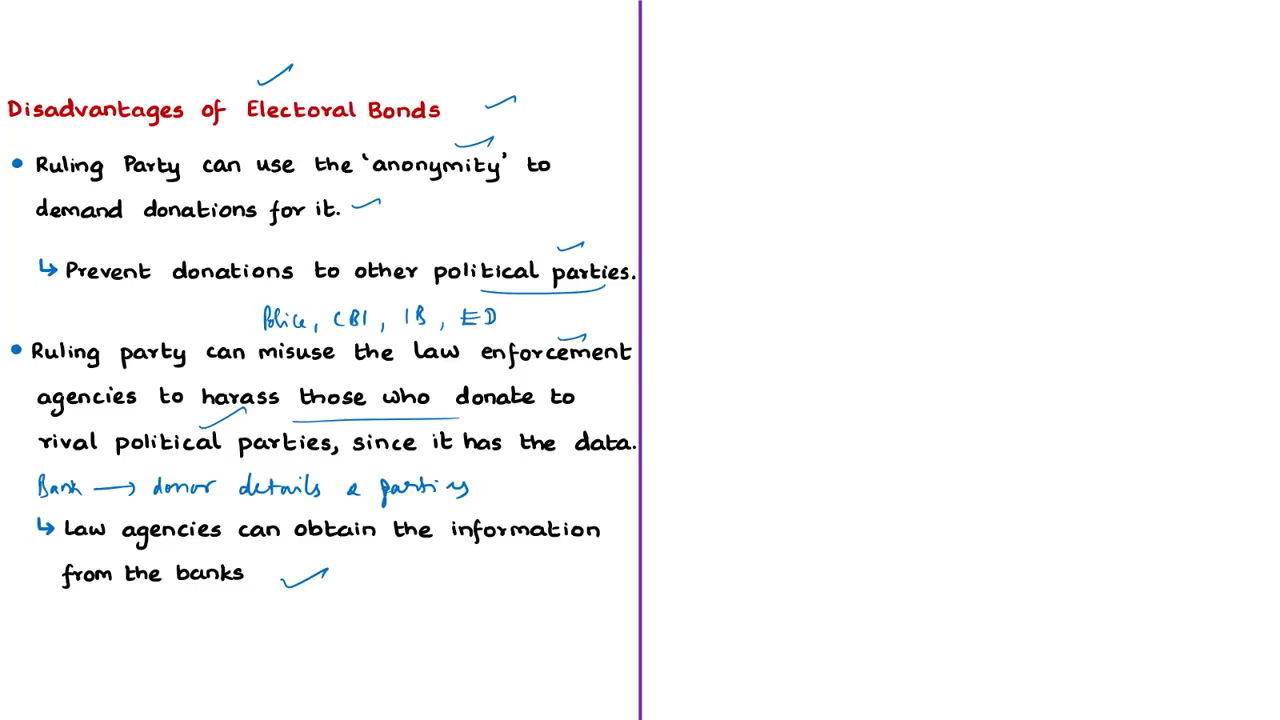 Disadvantages of Electoral Bonds
• Ruling Party can use the 'anonymity' to
demand donations for it.
↳ Prevent donations to other political parties.
Police, CBI, IB, ED
• Ruling party can misuse the law enforcement
agencies to harass those who donate to
rival political parties, since it has the data.
Bank → donor details & parties
↳ Law agencies can obtain the information
from the banks